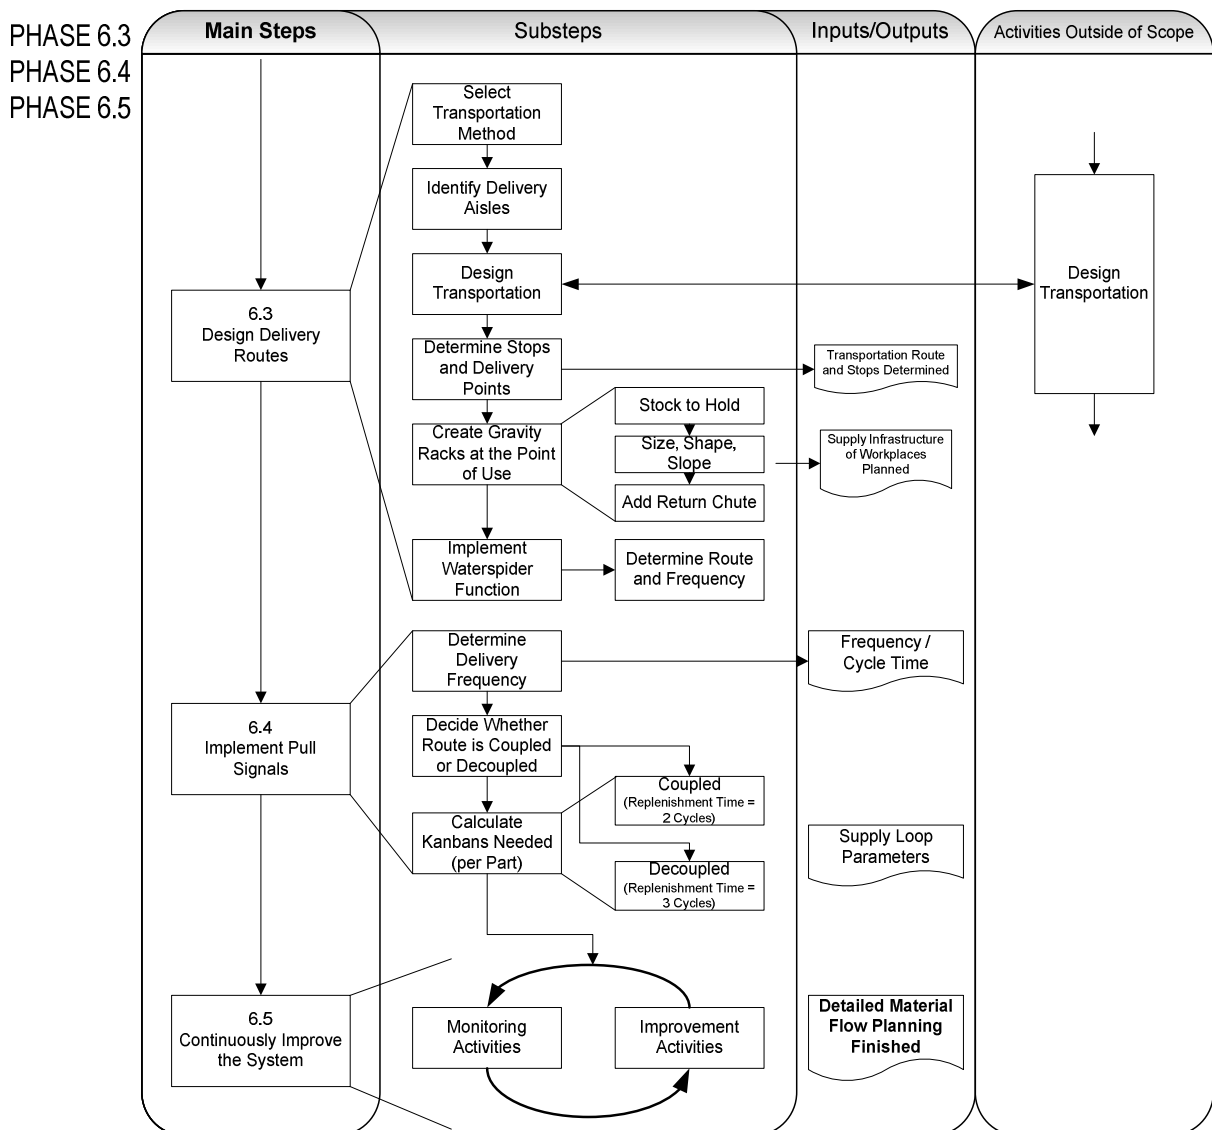 PHASE 6.3
PHASE 6.4
PHASE 6.5
Main Steps
Substeps
Inputs/Outputs
Activities Outside of Scope
Select
Transportation
Method
Identify Delivery
Aisles
Design
Transportation
Design
Transportation
6.3
Design Delivery
Routes
Determine Stops
and Delivery
Points
Transportation Route
and Stops Determined
Create Gravity
Racks at the Point
of Use
Stock to Hold
Size, Shape,
Slope
Add Return Chute
Supply Infrastructure
of Workplaces
Planned
Implement
Waterspider
Function
Determine Route
and Frequency
Determine
Delivery
Frequency
Frequency /
Cycle Time
6.4
Implement Pull
Signals
Decide Whether
Route is Coupled
or Decoupled
Coupled
(Replenishment Time =
2 Cycles)
Calculate
Kanbans Needed
(per Part)
Decoupled
(Replenishment Time =
3 Cycles)
Supply Loop
Parameters
6.5
Continuously Improve
the System
Monitoring
Activities
Improvement
Activities
Detailed Material
Flow Planning
Finished